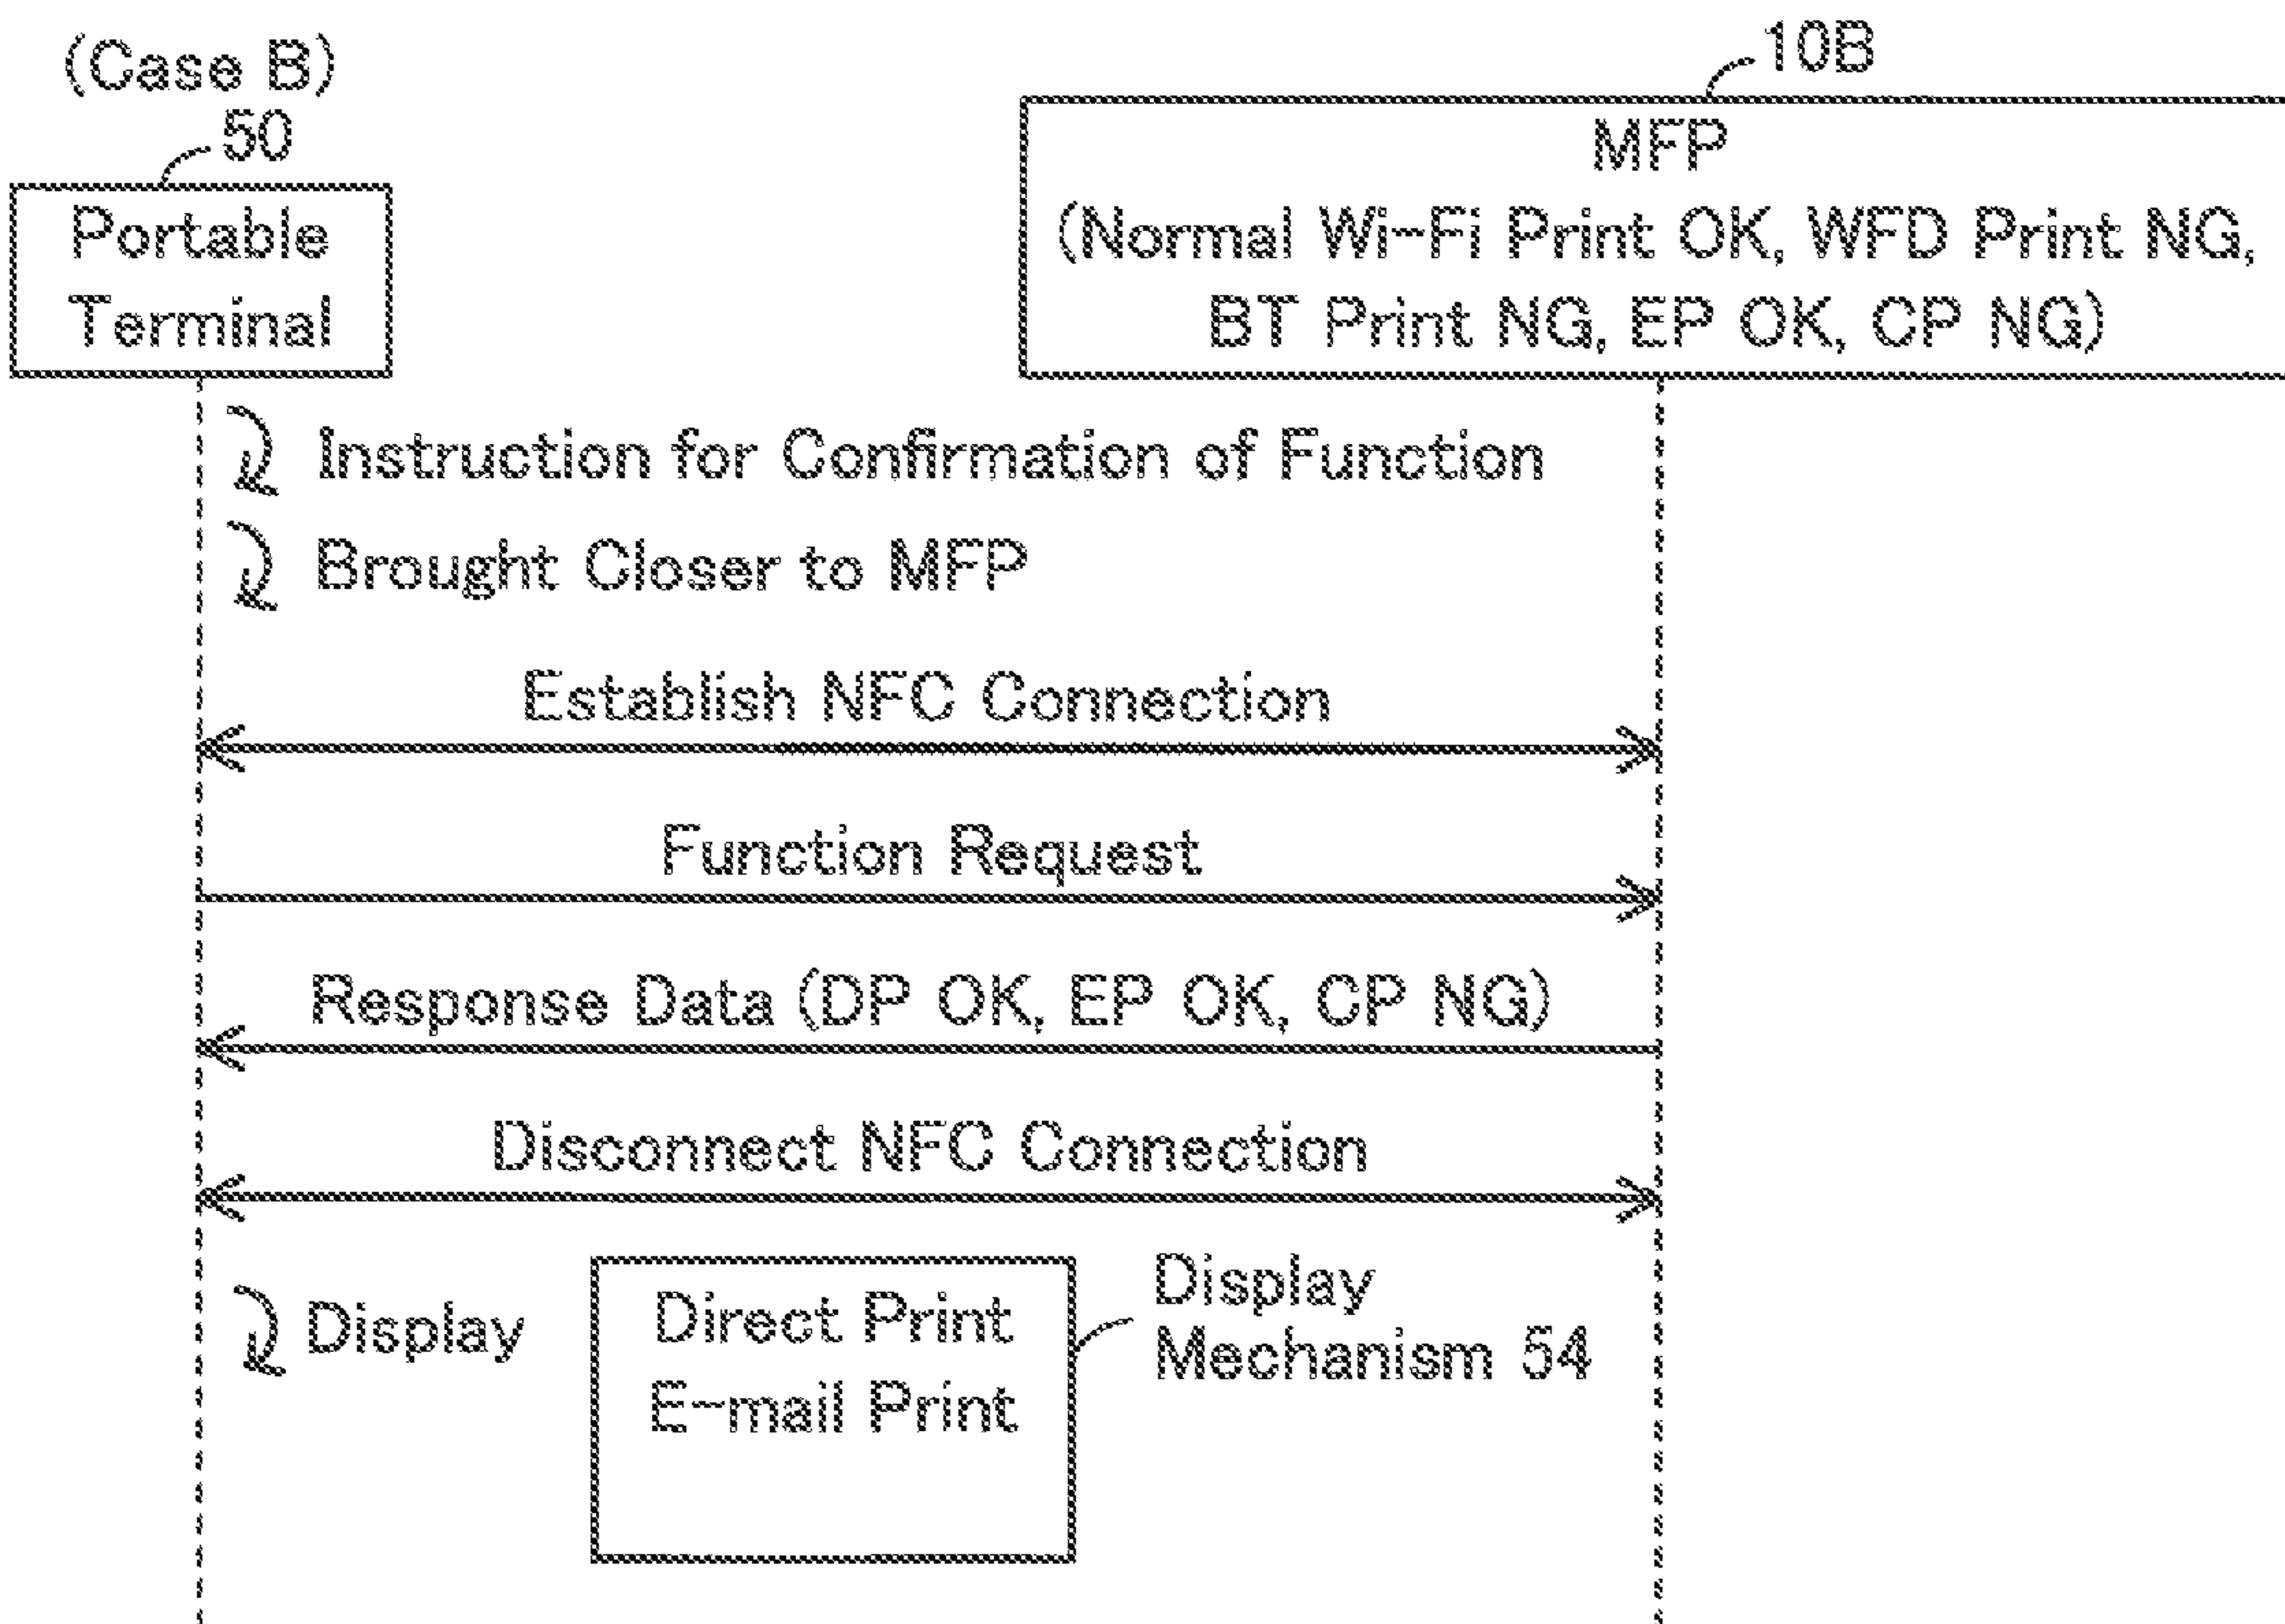 (Case B)
50
Portable
Terminal
10B
MFP
(Normal Wi-Fi Print OK, WFD Print NG,
BT Print NG, EP OK, CP NG)
Instruction for Confirmation of Function
Brought Closer to MFP
Establish NFC Connection
Function Request
Response Data (DP OK, EP OK, CP NG)
Disconnect NFC Connection
Display
Direct Print
E-mail Print
Display
Mechanism 54